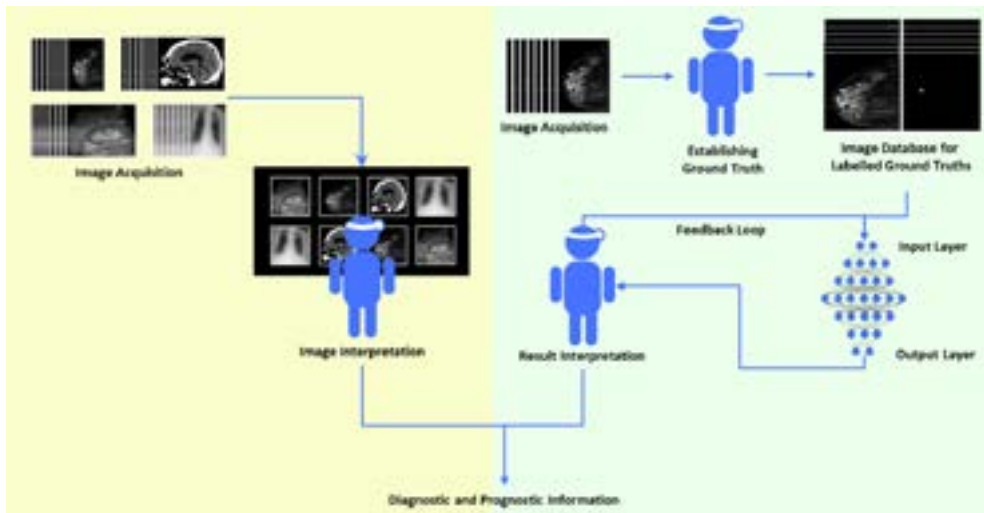 Image Acquisition
Image Interpretation
Image Acquisition
Establishing
Ground Truth
Image Database for
Labelled Ground Truths
Feedback Loop
Input Layer
Output Layer
Result Interpretation
Diagnostic and Prognostic Information